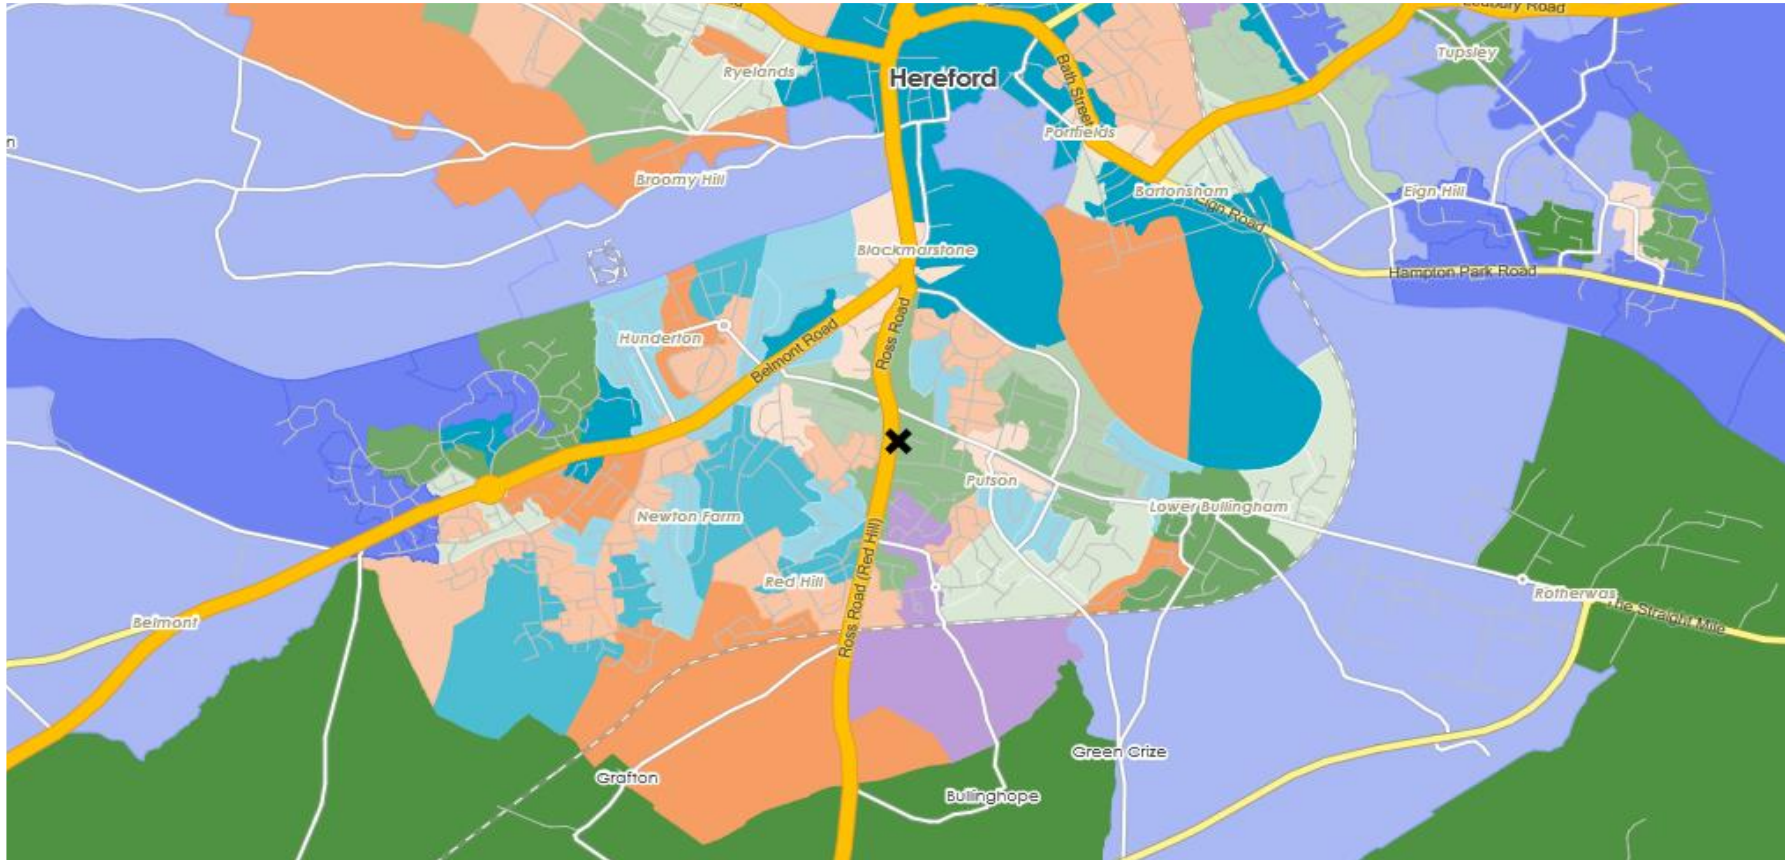 Ledbury Road
Tupsley
Ryelands
Hereford
Bath Street
Portfields
Broomy Hill
Bartonsham
Eign Hill
Eign Road
Blackmarstone
Hampton Park Road
Hunderton
Belmont Road
Ross Road
Putson
Lower Bullingham
Newton Farm
Red Hill
Ross Road (Red Hill)
Rotherwas
The Straight Mile
Belmont
Green Crize
Grafton
Bullinghope